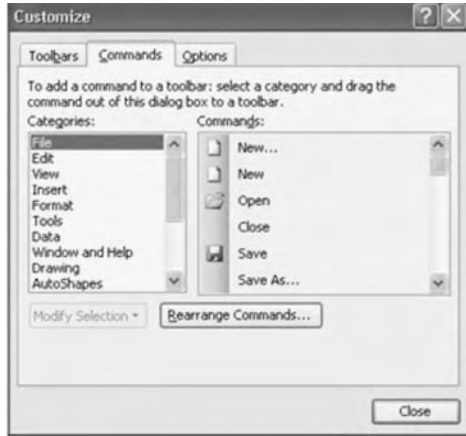 Customize
Toolbars Commands Options
To add a command to a toolbar: select a category and drag the
command out of this dialog box to a toolbar.
Categories: Commands:
File
Edit
View
Insert
Format
Tools
Data
Window and Help
Drawing
AutoShapes
New...
New
Open
Close
Save
Save As...
Modify Selection Rearrange Commands...
Close